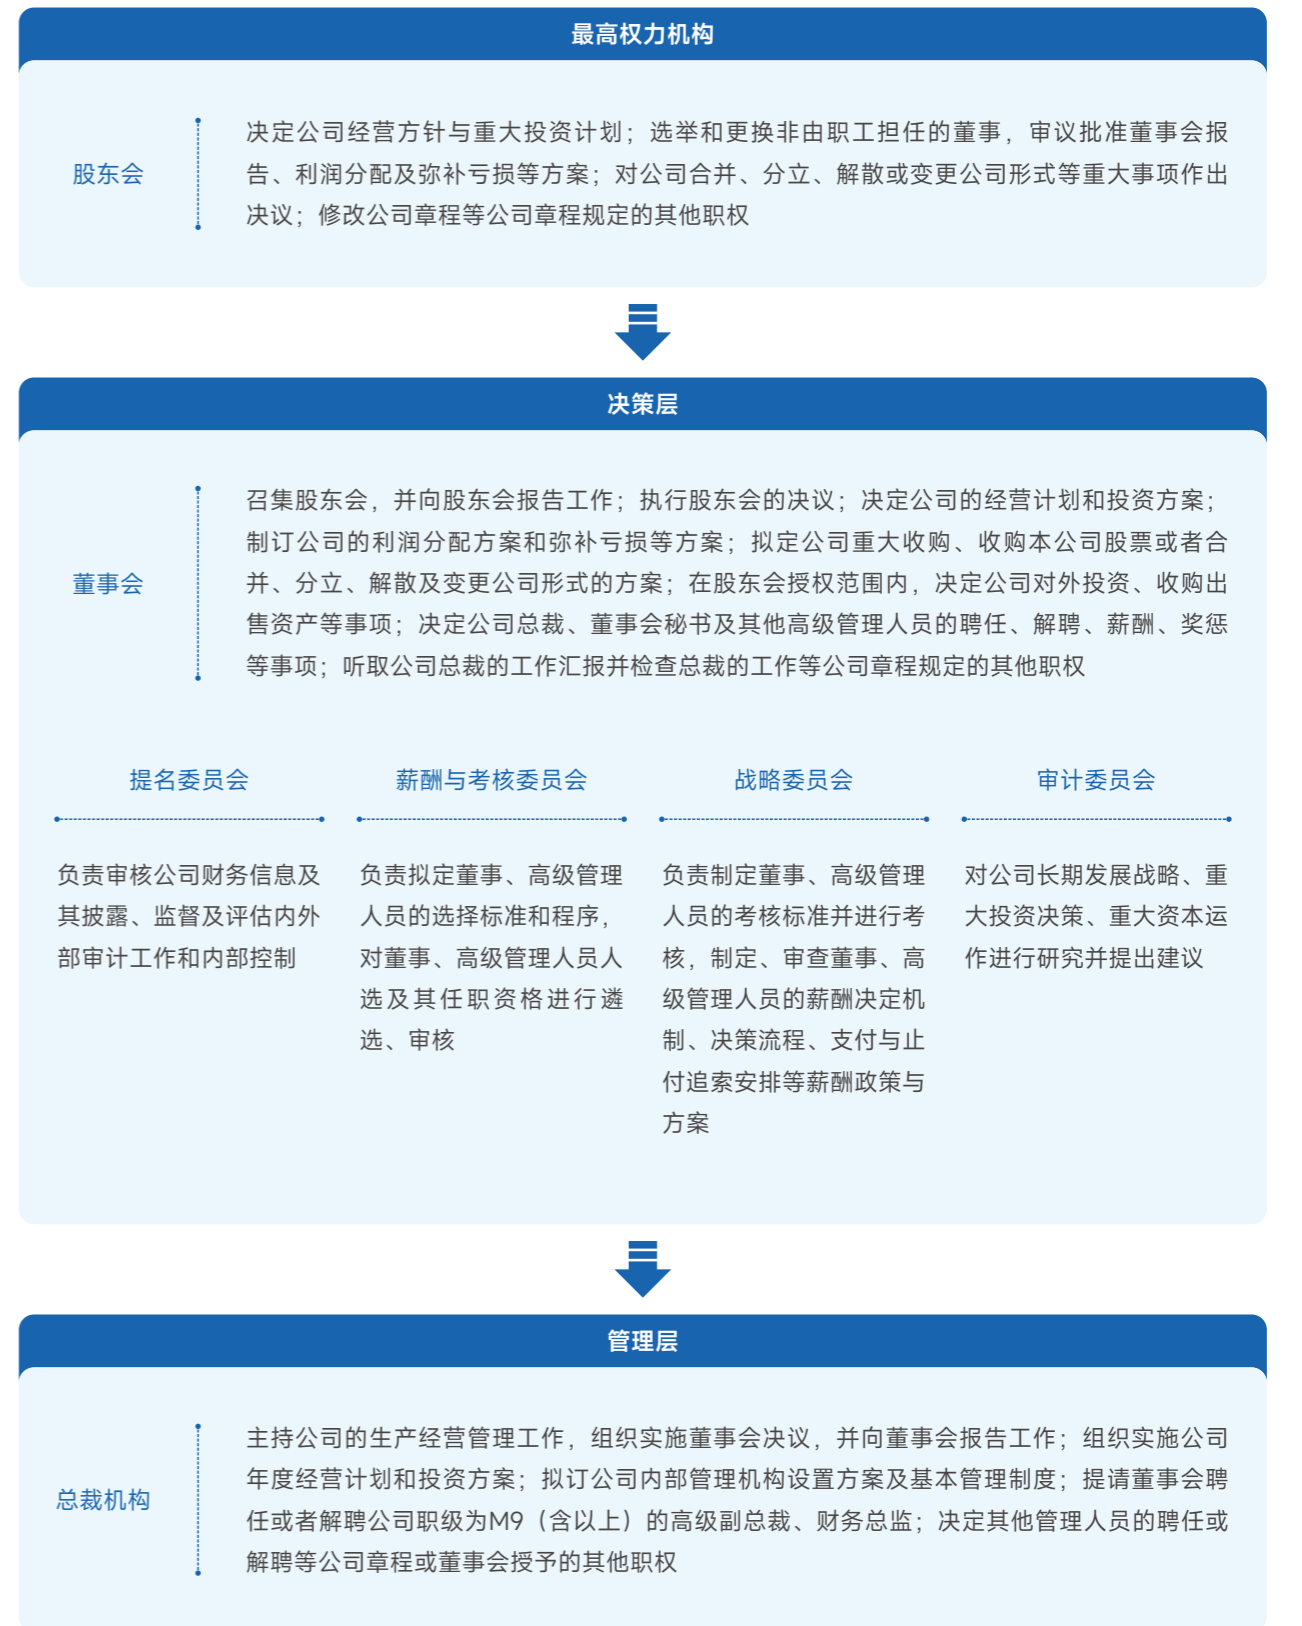 最高权力机构
股东会
决定公司经营方针与重大投资计划；选举和更换非由职工担任的董事，审议批准董事会报
告、利润分配及弥补亏损等方案；对公司合并、分立、解散或变更公司形式等重大事项作出
决议；修改公司章程等公司章程规定的其他职权
决策层
董事会
召集股东会，并向股东会报告工作；执行股东会的决议；决定公司的经营计划和投资方案；
制订公司的利润分配方案和弥补亏损等方案；拟定公司重大收购、收购本公司股票或者合
并、分立、解散及变更公司形式的方案；在股东会授权范围内，决定公司对外投资、收购出
售资产等事项；决定公司总裁、董事会秘书及其他高级管理人员的聘任、解聘、薪酬、奖惩
等事项；听取公司总裁的工作汇报并检查总裁的工作等公司章程规定的其他职权
提名委员会
负责审核公司财务信息及
其披露、监督及评估内外
部审计工作和内部控制
薪酬与考核委员会
负责拟定董事、高级管理
人员的选择标准和程序，
对董事、高级管理人员人
选及其任职资格进行遴
选、审核
战略委员会
负责制定董事、高级管理
人员的考核标准并进行考
核，制定、审查董事、高
级管理人员的薪酬决定机
制、决策流程、支付与止
付追索安排等薪酬政策与
方案
审计委员会
对公司长期发展战略、重
大投资决策、重大资本运
作进行研究并提出建议
管理层
总裁机构
主持公司的生产经营管理工作，组织实施董事会决议，并向董事会报告工作；组织实施公司
年度经营计划和投资方案；拟订公司内部管理机构设置方案及基本管理制度；提请董事会聘
任或者解聘公司职级为M9（含以上）的高级副总裁、财务总监；决定其他管理人员的聘任或
解聘等公司章程或董事会授予的其他职权